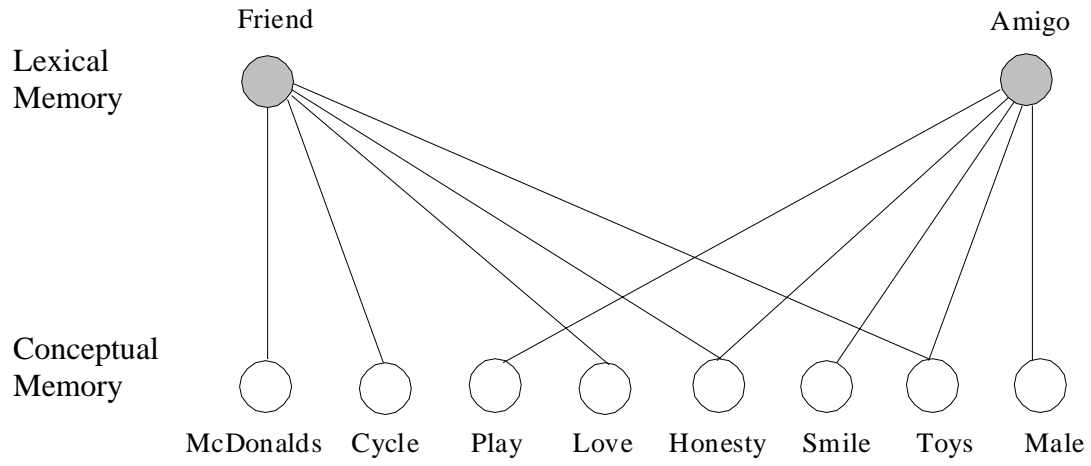 Friend Amigo
Lexical
Memory
Conceptual
Memory
McDonalds Cycle Play Love Honesty Smile Toys Male